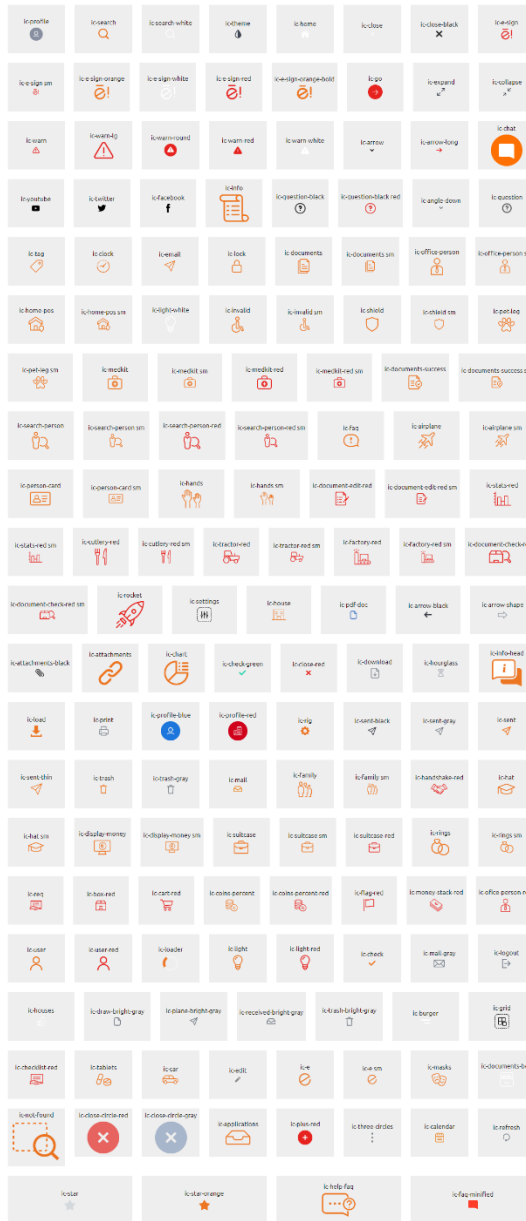 ic-profile
ic-search
ic-search-white
ic-theme
ic-home
ic-close
ic-close-black
ic-e-sign
ic-e-sign sm
ic-e-sign-orange
ic-e-sign-white
ic-e-sign-red
ic-e-sign-orange-bold
ic-go
ic-expand
ic-collapse
ic-warn
ic-warn-lg
ic-warn-round
ic-warn-red
ic-warn-white
ic-arrow
ic-arrow-long
ic-chat
ic-youtube
ic-twitter
ic-facebook
ic-info
ic-question-black
ic-question-black red
ic-angle-down
ic-question
ic-tag
ic-clock
ic-email
ic-lock
ic-documents
ic-documents sm
ic-office-person
ic-office-person s
ic-home-pos
ic-home-pos sm
ic-light-white
ic-invalid
ic-invalid sm
ic-shield
ic-shield sm
ic-pet-leg
ic-pet-leg sm
ic-medkit
ic-medkit sm
ic-medkit-red
ic-medkit-red sm
ic-documents-success
ic-documents-success s
ic-search-person
ic-search-person sm
ic-search-person-red
ic-search-person-red sm
ic-faq
ic-airplane
ic-airplane sm
ic-person-card
ic-person-card sm
ic-hands
ic-hands sm
ic-document-edit-red
ic-document-edit-red sm
ic-stats-red
ic-stats-red sm
ic-cutlery-red
ic-cutlery-red sm
ic-tractor-red
ic-tractor-red sm
ic-factory-red
ic-factory-red sm
ic-document-check-re
ic-document-check-red sm
ic-rocket
ic-settings
ic-house
ic-pdf-doc
ic-arrow-black
ic-arrow-shape
ic-attachments-black
ic-attachments
ic-chart
ic-check-green
ic-close-red
ic-download
ic-hourglass
ic-info-head
ic-load
ic-print
ic-profile-blue
ic-profile-red
ic-rig
ic-sent-black
ic-sent-gray
ic-sent
ic-sent-thin
ic-trash
ic-trash-gray
ic-mail
ic-family
ic-family sm
ic-handshake-red
ic-hat
ic-hat sm
ic-display-money
ic-display-money sm
ic-suitcase
ic-suitcase sm
ic-suitcase-red
ic-rings
ic-rings sm
ic-req
ic-box-red
ic-cart-red
ic-coins-percent
ic-coins-percent-red
ic-flag-red
ic-money-stack-red
ic-ofice-person-r
ic-user
ic-user-red
ic-loader
ic-light
ic-light-red
ic-check
ic-mail-gray
ic-logout
ic-houses
ic-draw-bright-gray
ic-plane-bright-gray
ic-received-bright-gray
ic-trash-bright-gray
ic-burger
ic-grid
ic-checklist-red
ic-tablets
ic-car
ic-edit
ic-e
ic-e sm
ic-masks
ic-documents-b
ic-not-found
ic-close-circle-red
ic-close-circle-gray
ic-applications
ic-plus-red
ic-three-circles
ic-calendar
ic-refresh
ic-star
ic-star-orange
ic-help-faq
ic-faq-minified